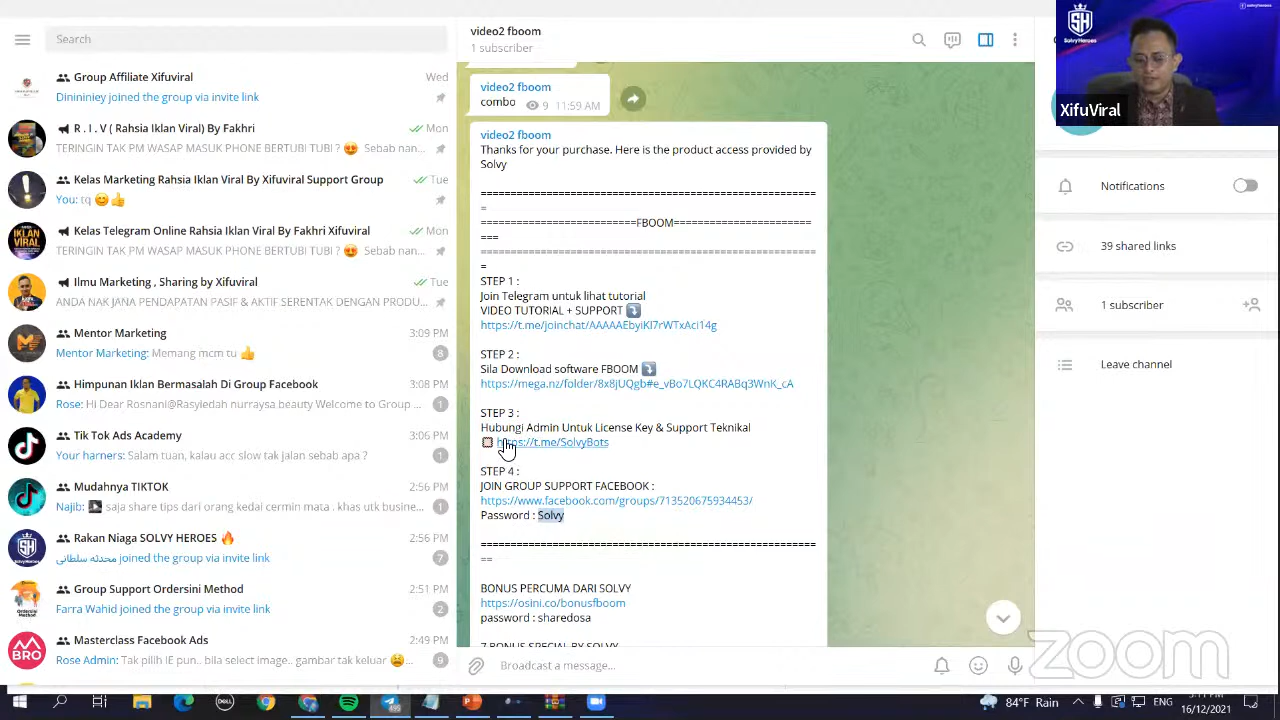 Search
Group Affiliate Xifuviral
Wed
Dininiey joined the group via invite link
R . I . V ( Rahsia Iklan Viral) By Fakhri
Mon
TERINGIN TAK PM WASAP MASUK PHONE BERTUBI TUBI ? 😍 Sebab nan...
Kelas Marketing Rahsia Iklan Viral By Xifuviral Support Group
Tue
You: tq 😊 👍
Kelas Telegram Online Rahsia Iklan Viral By Fakhri Xifuviral
Mon
TERINGIN TAK PM WASAP MASUK PHONE BERTUBI TUBI ? 😍 Sebab nan...
Ilmu Marketing , Sharing by Xifuviral
Tue
ANDA NAK JANA PENDAPATAN PASIF & AKTIF SERENTAK DENGAN PRODU...
Mentor Marketing
3:09 PM
Mentor Marketing: Memang mcm tu 👍
8
Himpunan Iklan Bermasalah Di Group Facebook
3:08 PM
Rose: Hi Dear Rosnani@Rasyiedah nurraysa beauty Welcome to Group ...
1
Tik Tok Ads Academy
3:06 PM
Your harners: Salam tuan, kalau acc slow tak jalan sebab apa ?
1
Mudahnya TIKTOK
2:56 PM
Najib: saja share tips dari orang kedai cermin mata . khas utk busine...
1
Rakan Niaga SOLVY HEROES 🔥
2:56 PM
محدثه سلطانی joined the group via invite link
7
Group Support Ordersini Method
2:51 PM
Farra Wahid joined the group via invite link
2
Masterclass Facebook Ads
2:49 PM
Rose Admin: Tak pilih IE pun.. bila select image.. gambar tak keluar 😩...
9
video2 fboom
1 subscriber
video2 fboom
combo 9 11:59 AM
video2 fboom
Thanks for your purchase. Here is the product access provided by
Solvy
========================================================
=
==========================FBOOM=======================
===
========================================================
=
STEP 1 :
Join Telegram untuk lihat tutorial
VIDEO TUTORIAL + SUPPORT ⤵️
https://t.me/joinchat/AAAAAEbyiKl7rWTxAci14g
STEP 2 :
Sila Download software FBOOM ⤵️
https://mega.nz/folder/8x8jUQgb#e_vBo7LQKC4RABq3WnK_cA
STEP 3 :
Hubungi Admin Untuk License Key & Support Teknikal
https://t.me/SolvyBots
STEP 4 :
JOIN GROUP SUPPORT FACEBOOK :
https://www.facebook.com/groups/713520675934453/
Password : Solvy
========================================================
==
BONUS PERCUMA DARI SOLVY
https://osini.co/bonusfboom
password : sharedosa
7 BONUS SPECIAL BY SOLVY
Broadcast a message...
SH
SolvyHeroes
solvyheroes
XifuViral
Notifications
39 shared links
1 subscriber
Leave channel
zoom
DELL
84°F Rain
16/12/2021